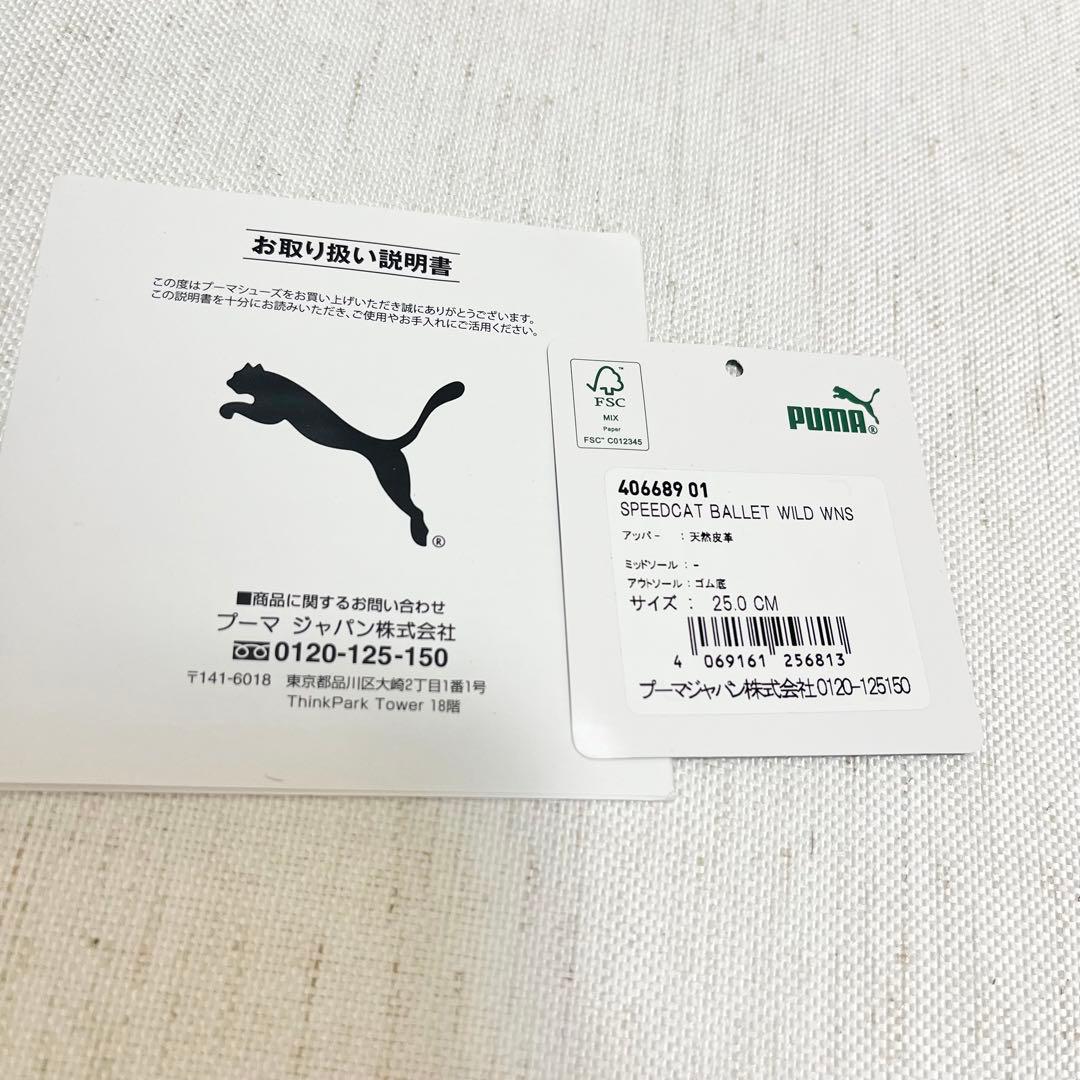 お取り扱い説明書
この度はプーマシューズをお買い上げいただき誠にありがとうございます。
この説明書を十分にお読みいただき、ご使用やお手入れにご活用ください。
®
■商品に関するお問い合わせ
プーマ ジャパン株式会社
0120-125-150
〒141-6018 東京都品川区大崎2丁目1番1号
ThinkPark Tower 18階
FSC™
MIX
Paper
FSC™ C012345
PUMA®
406689 01
SPEEDCAT BALLET WILD WNS
アッパ- : 天然皮革
ミッドソール : -
アウトソール : ゴム底
サイズ : 25.0 CM
4 069161 256813
プーマジャパン株式会社0120-125150